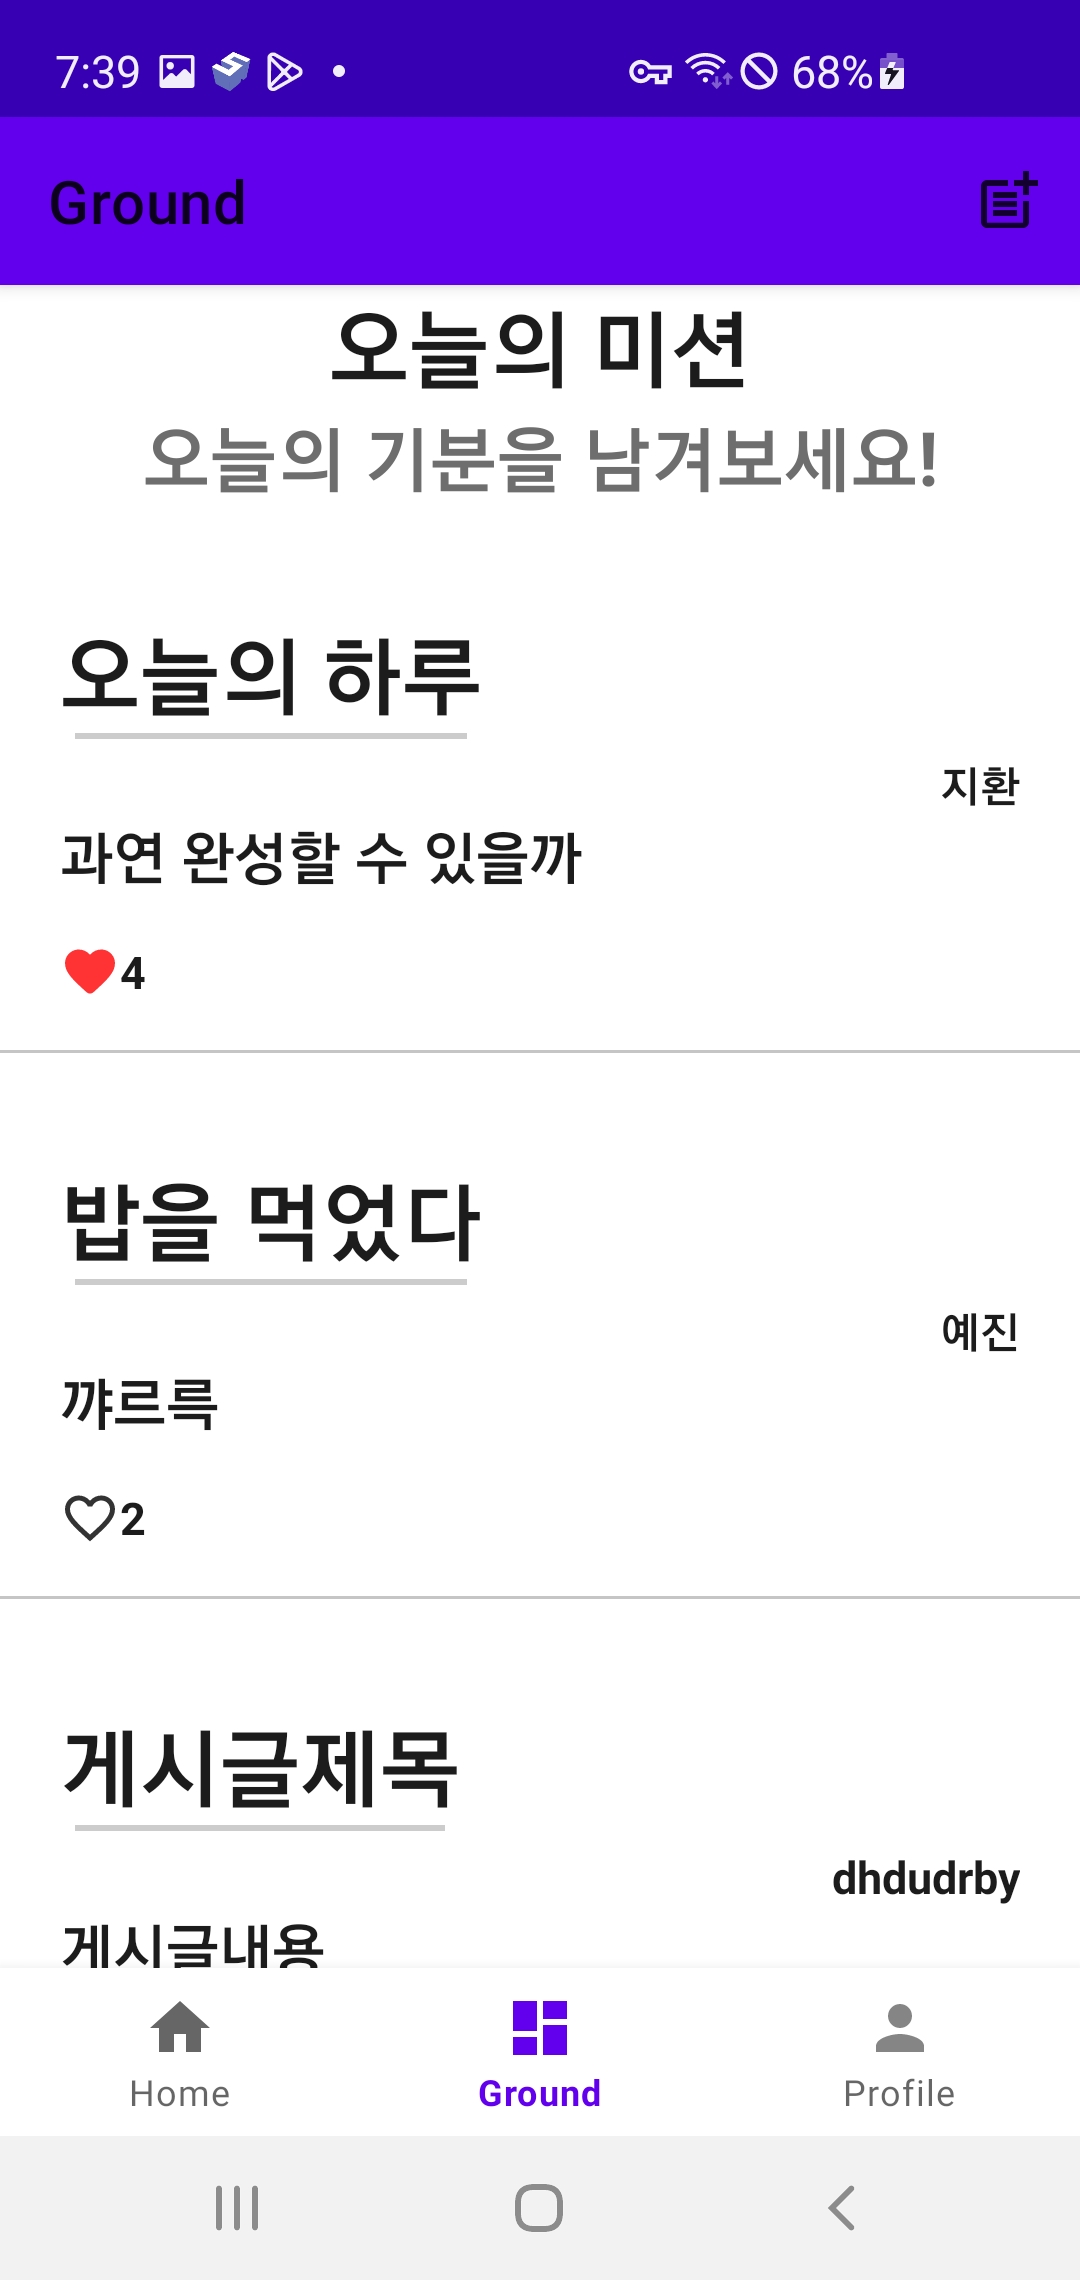 7:39 68%
Ground
오늘의 미션
오늘의 기분을 남겨보세요!
오늘의 하루
지환
과연 완성할 수 있을까
4
밥을 먹었다
예진
꺄르륵
2
게시글제목
dhdudrby
게시글내용
Home Ground Profile